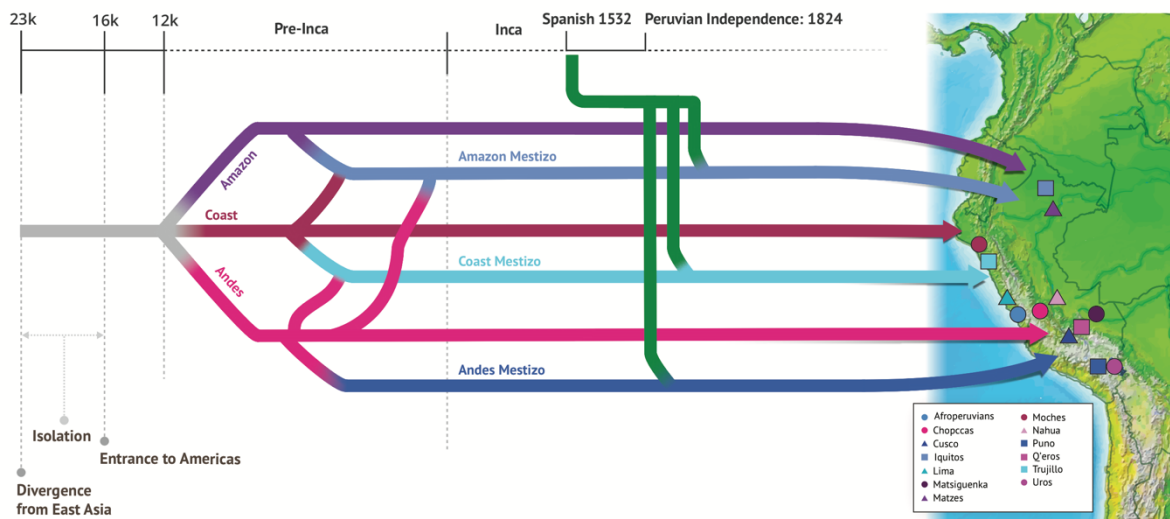 23k
16k
12k
Pre-Inca
Inca
Spanish 1532
Peruvian Independence: 1824
Amazon
Amazon Mestizo
Coast
Coast Mestizo
Andes
Andes Mestizo
Isolation
Entrance to Americas
Divergence
from East Asia
Afroperuvians
Chopccas
Cusco
Iquitos
Lima
Matsiguenka
Matzes
Moches
Nahua
Puno
Q'eros
Trujillo
Uros